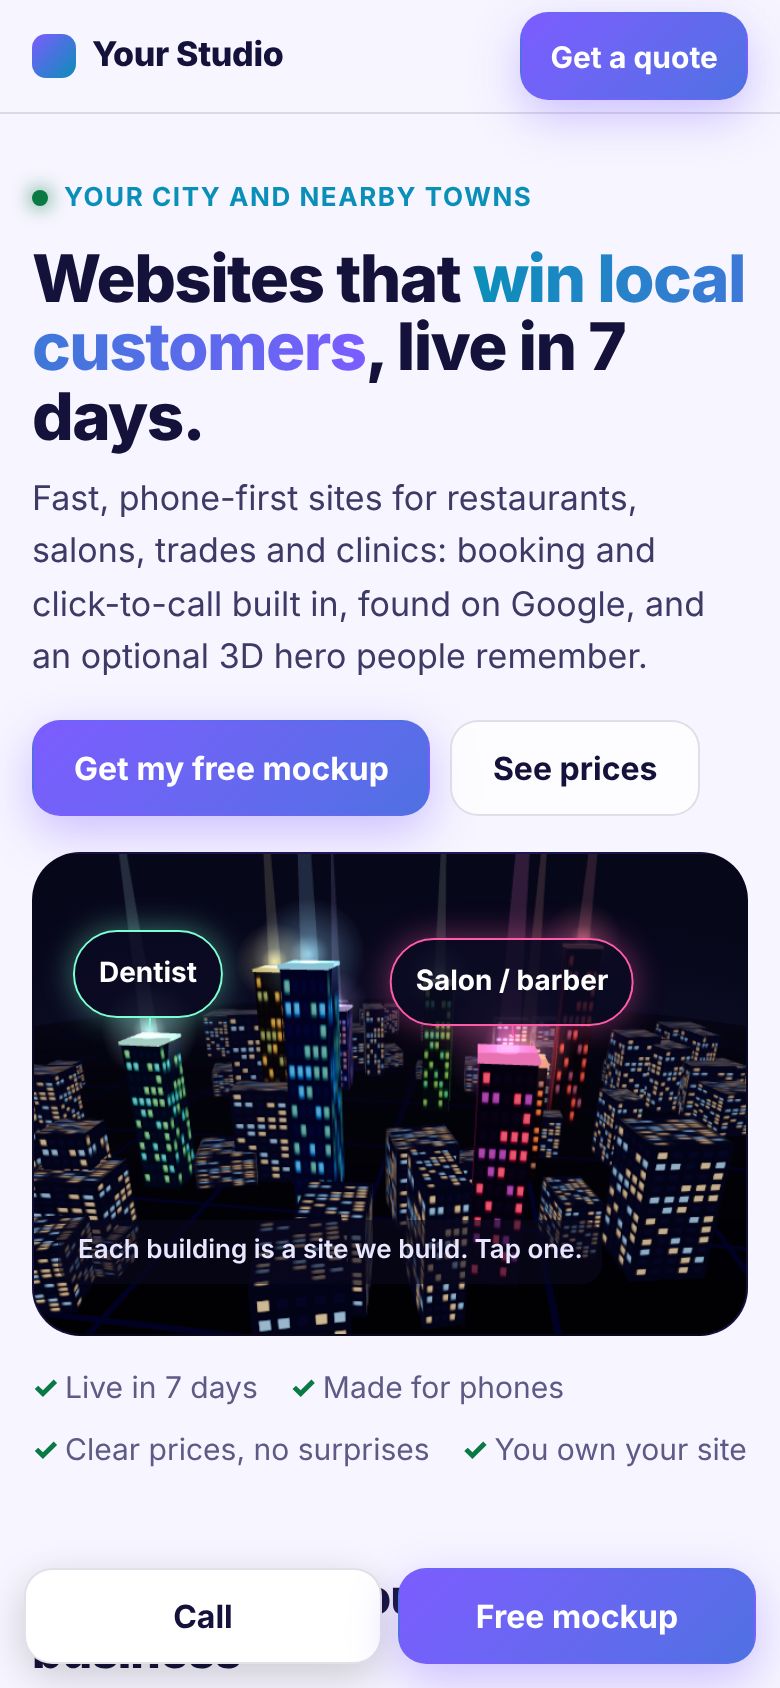 Your Studio
Get a quote
YOUR CITY AND NEARBY TOWNS
Websites that win local
customers, live in 7
days.
Fast, phone-first sites for restaurants,
salons, trades and clinics: booking and
click-to-call built in, found on Google, and
an optional 3D hero people remember.
Get my free mockup
See prices
Dentist
Salon / barber
Each building is a site we build. Tap one.
Live in 7 days
Made for phones
Clear prices, no surprises
You own your site
Call
Free mockup